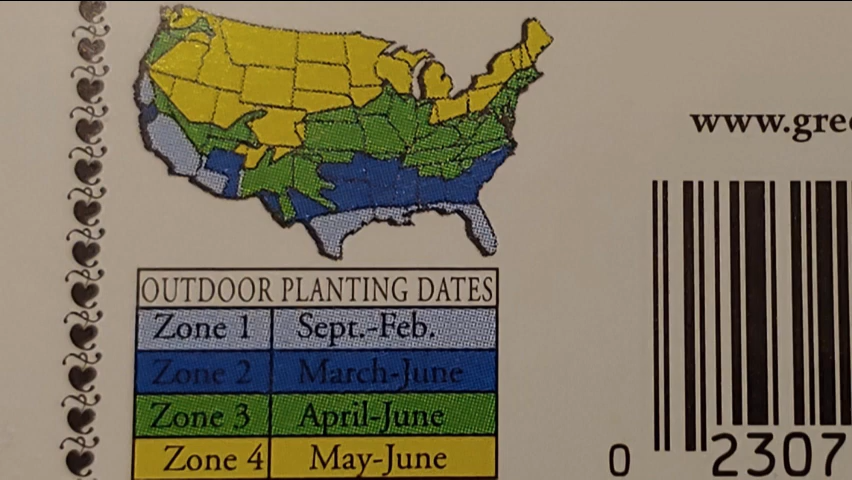 www.gree
OUTDOOR PLANTING DATES
Zone 1 Sept.-Feb.
Zone 2 March-June
Zone 3 April-June
Zone 4 May-June
0 2307